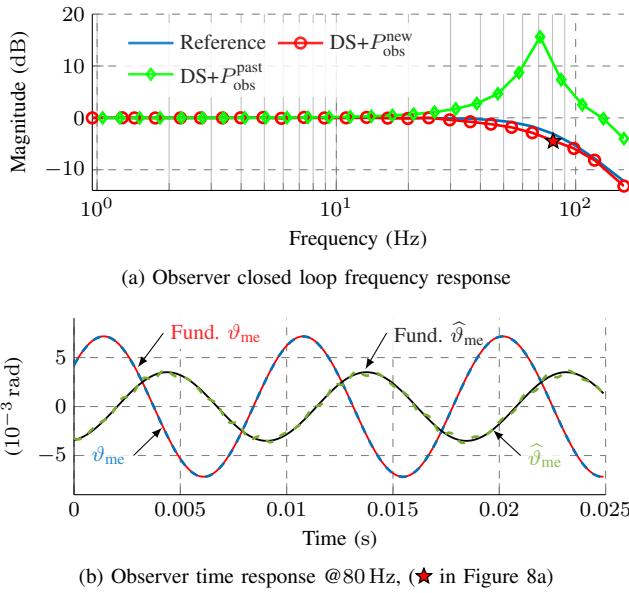 Magnitude (dB)
20
10
0
−10
Reference
DS+P_obs^new
DS+P_obs^past
10^0
10^1
10^2
Frequency (Hz)
(a) Observer closed loop frequency response
(10^−3 rad)
5
0
−5
Fund. ϑ_me
Fund. ϑ̂_me
ϑ_me
ϑ̂_me
0
0.005
0.01
0.015
0.02
0.025
Time (s)
(b) Observer time response @80 Hz, (★ in Figure 8a)